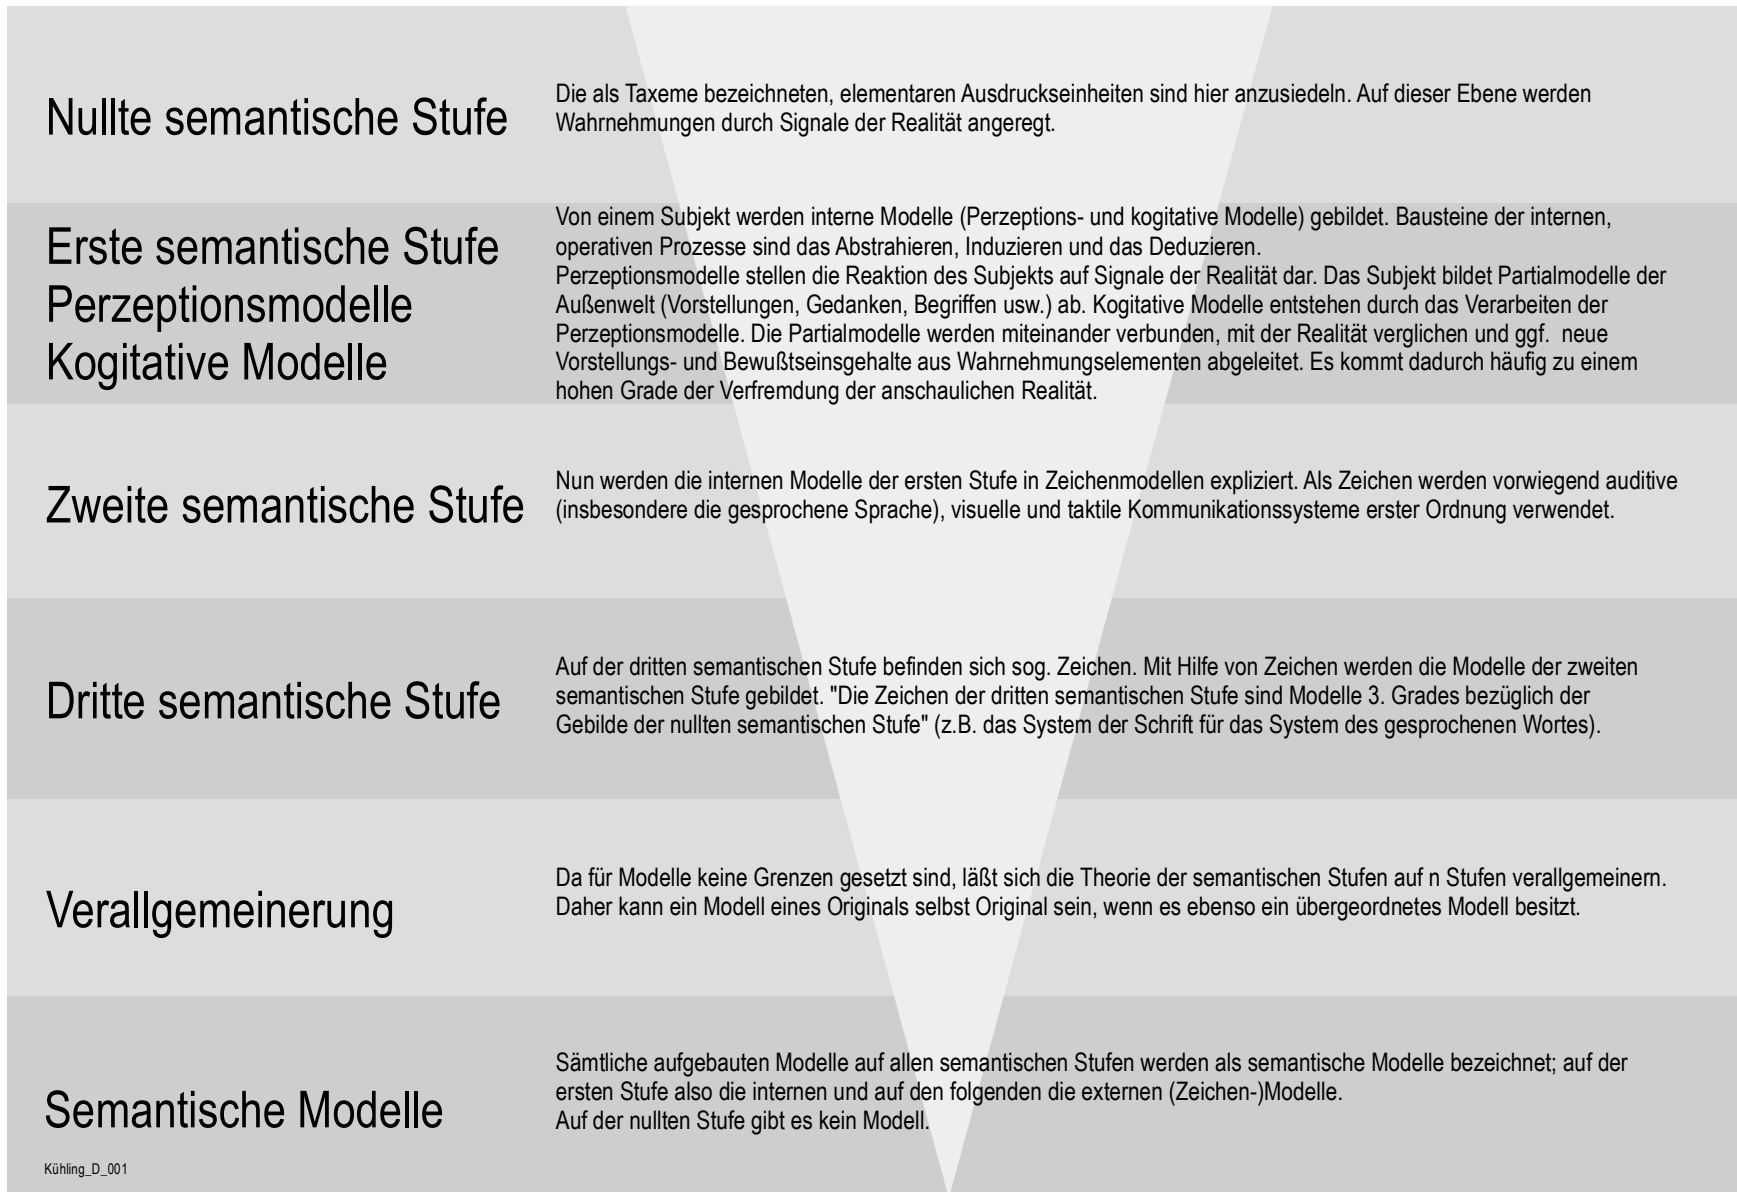 Nullte semantische Stufe
Die als Taxeme bezeichneten, elementaren Ausdruckseinheiten sind hier anzusiedeln. Auf dieser Ebene werden
Wahrnehmungen durch Signale der Realität angeregt.
Erste semantische Stufe
Perzeptionsmodelle
Kogitative Modelle
Von einem Subjekt werden interne Modelle (Perzeptions- und kogitative Modelle) gebildet. Bausteine der internen,
operativen Prozesse sind das Abstrahieren, Induzieren und das Deduzieren.
Perzeptionsmodelle stellen die Reaktion des Subjekts auf Signale der Realität dar. Das Subjekt bildet Partialmodelle der
Außenwelt (Vorstellungen, Gedanken, Begriffen usw.) ab. Kogitative Modelle entstehen durch das Verarbeiten der
Perzeptionsmodelle. Die Partialmodelle werden miteinander verbunden, mit der Realität verglichen und ggf. neue
Vorstellungs- und Bewußtseinsgehalte aus Wahrnehmungselementen abgeleitet. Es kommt dadurch häufig zu einem
hohen Grade der Verfremdung der anschaulichen Realität.
Zweite semantische Stufe
Nun werden die internen Modelle der ersten Stufe in Zeichenmodellen expliziert. Als Zeichen werden vorwiegend auditive
(insbesondere die gesprochene Sprache), visuelle und taktile Kommunikationssysteme erster Ordnung verwendet.
Dritte semantische Stufe
Auf der dritten semantischen Stufe befinden sich sog. Zeichen. Mit Hilfe von Zeichen werden die Modelle der zweiten
semantischen Stufe gebildet. "Die Zeichen der dritten semantischen Stufe sind Modelle 3. Grades bezüglich der
Gebilde der nullten semantischen Stufe" (z.B. das System der Schrift für das System des gesprochenen Wortes).
Verallgemeinerung
Da für Modelle keine Grenzen gesetzt sind, läßt sich die Theorie der semantischen Stufen auf n Stufen verallgemeinern.
Daher kann ein Modell eines Originals selbst Original sein, wenn es ebenso ein übergeordnetes Modell besitzt.
Semantische Modelle
Sämtliche aufgebauten Modelle auf allen semantischen Stufen werden als semantische Modelle bezeichnet; auf der
ersten Stufe also die internen und auf den folgenden die externen (Zeichen-)Modelle.
Auf der nullten Stufe gibt es kein Modell.
Kühling_D_001